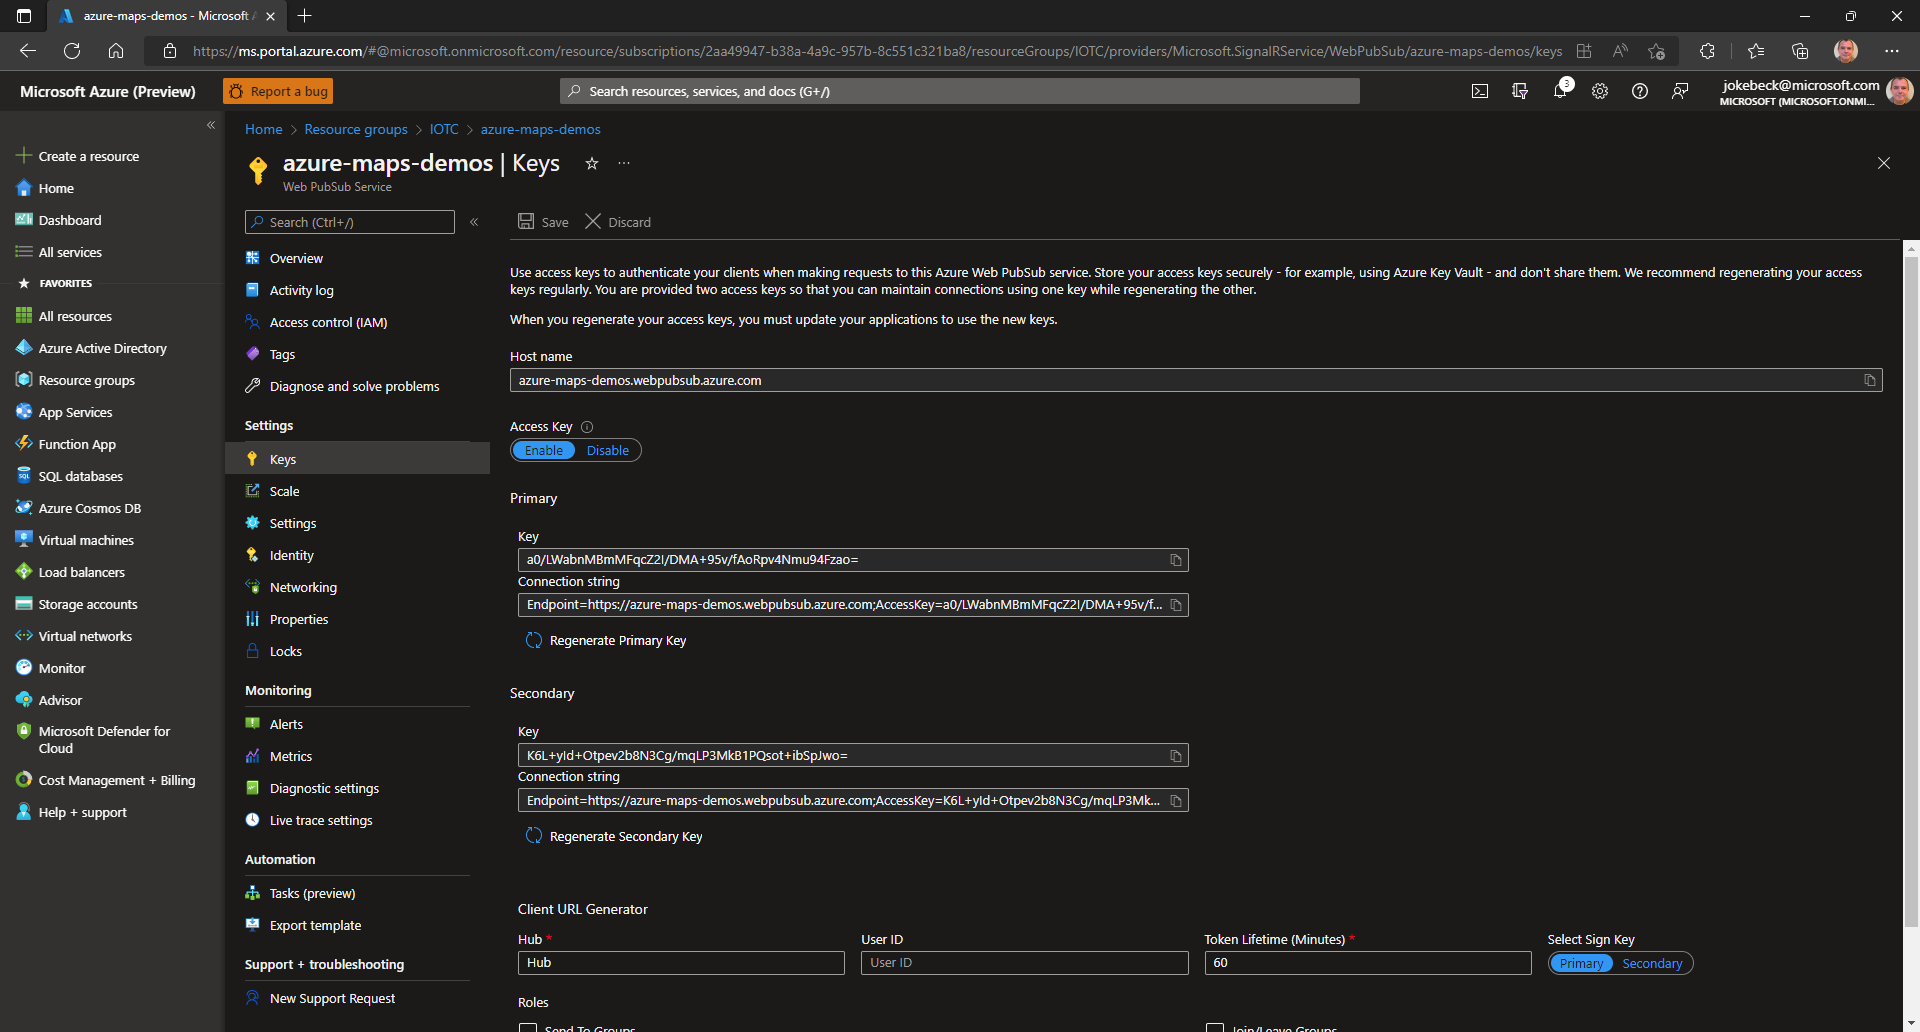 azure-maps-demos - Microsoft A
https://ms.portal.azure.com/#@microsoft.onmicrosoft.com/resource/subscriptions/2aa49947-b38a-4a9c-957b-8c551c321ba8/resourceGroups/IOTC/providers/Microsoft.SignalRService/WebPubSub/azure-maps-demos/keys
Microsoft Azure (Preview)
Report a bug
Search resources, services, and docs (G+/)
3
jokebeck@microsoft.com
MICROSOFT (MICROSOFT.ONMI...
Create a resource
Home
Dashboard
All services
FAVORITES
All resources
Azure Active Directory
Resource groups
App Services
Function App
SQL databases
Azure Cosmos DB
Virtual machines
Load balancers
Storage accounts
Virtual networks
Monitor
Advisor
Microsoft Defender for
Cloud
Cost Management + Billing
Help + support
Home > Resource groups > IOTC > azure-maps-demos
azure-maps-demos | Keys
Web PubSub Service
Search (Ctrl+/)
Overview
Activity log
Access control (IAM)
Tags
Diagnose and solve problems
Settings
Keys
Scale
Settings
Identity
Networking
Properties
Locks
Monitoring
Alerts
Metrics
Diagnostic settings
Live trace settings
Automation
Tasks (preview)
Export template
Support + troubleshooting
New Support Request
Save
Discard
Use access keys to authenticate your clients when making requests to this Azure Web PubSub service. Store your access keys securely - for example, using Azure Key Vault - and don't share them. We recommend regenerating your access
keys regularly. You are provided two access keys so that you can maintain connections using one key while regenerating the other.
When you regenerate your access keys, you must update your applications to use the new keys.
Host name
azure-maps-demos.webpubsub.azure.com
Access Key
Enable Disable
Primary
Key
a0/LWabnMBmMFqcZ2I/DMA+95v/fAoRpv4Nmu94Fzao=
Connection string
Endpoint=https://azure-maps-demos.webpubsub.azure.com;AccessKey=a0/LWabnMBmMFqcZ2I/DMA+95v/f...
Regenerate Primary Key
Secondary
Key
K6L+yId+Otpev2b8N3Cg/mqLP3MkB1PQsot+ibSpJwo=
Connection string
Endpoint=https://azure-maps-demos.webpubsub.azure.com;AccessKey=K6L+yId+Otpev2b8N3Cg/mqLP3Mk...
Regenerate Secondary Key
Client URL Generator
Hub *
Hub
User ID
User ID
Token Lifetime (Minutes) *
60
Select Sign Key
Primary Secondary
Roles
Send To Groups
Join/Leave Groups